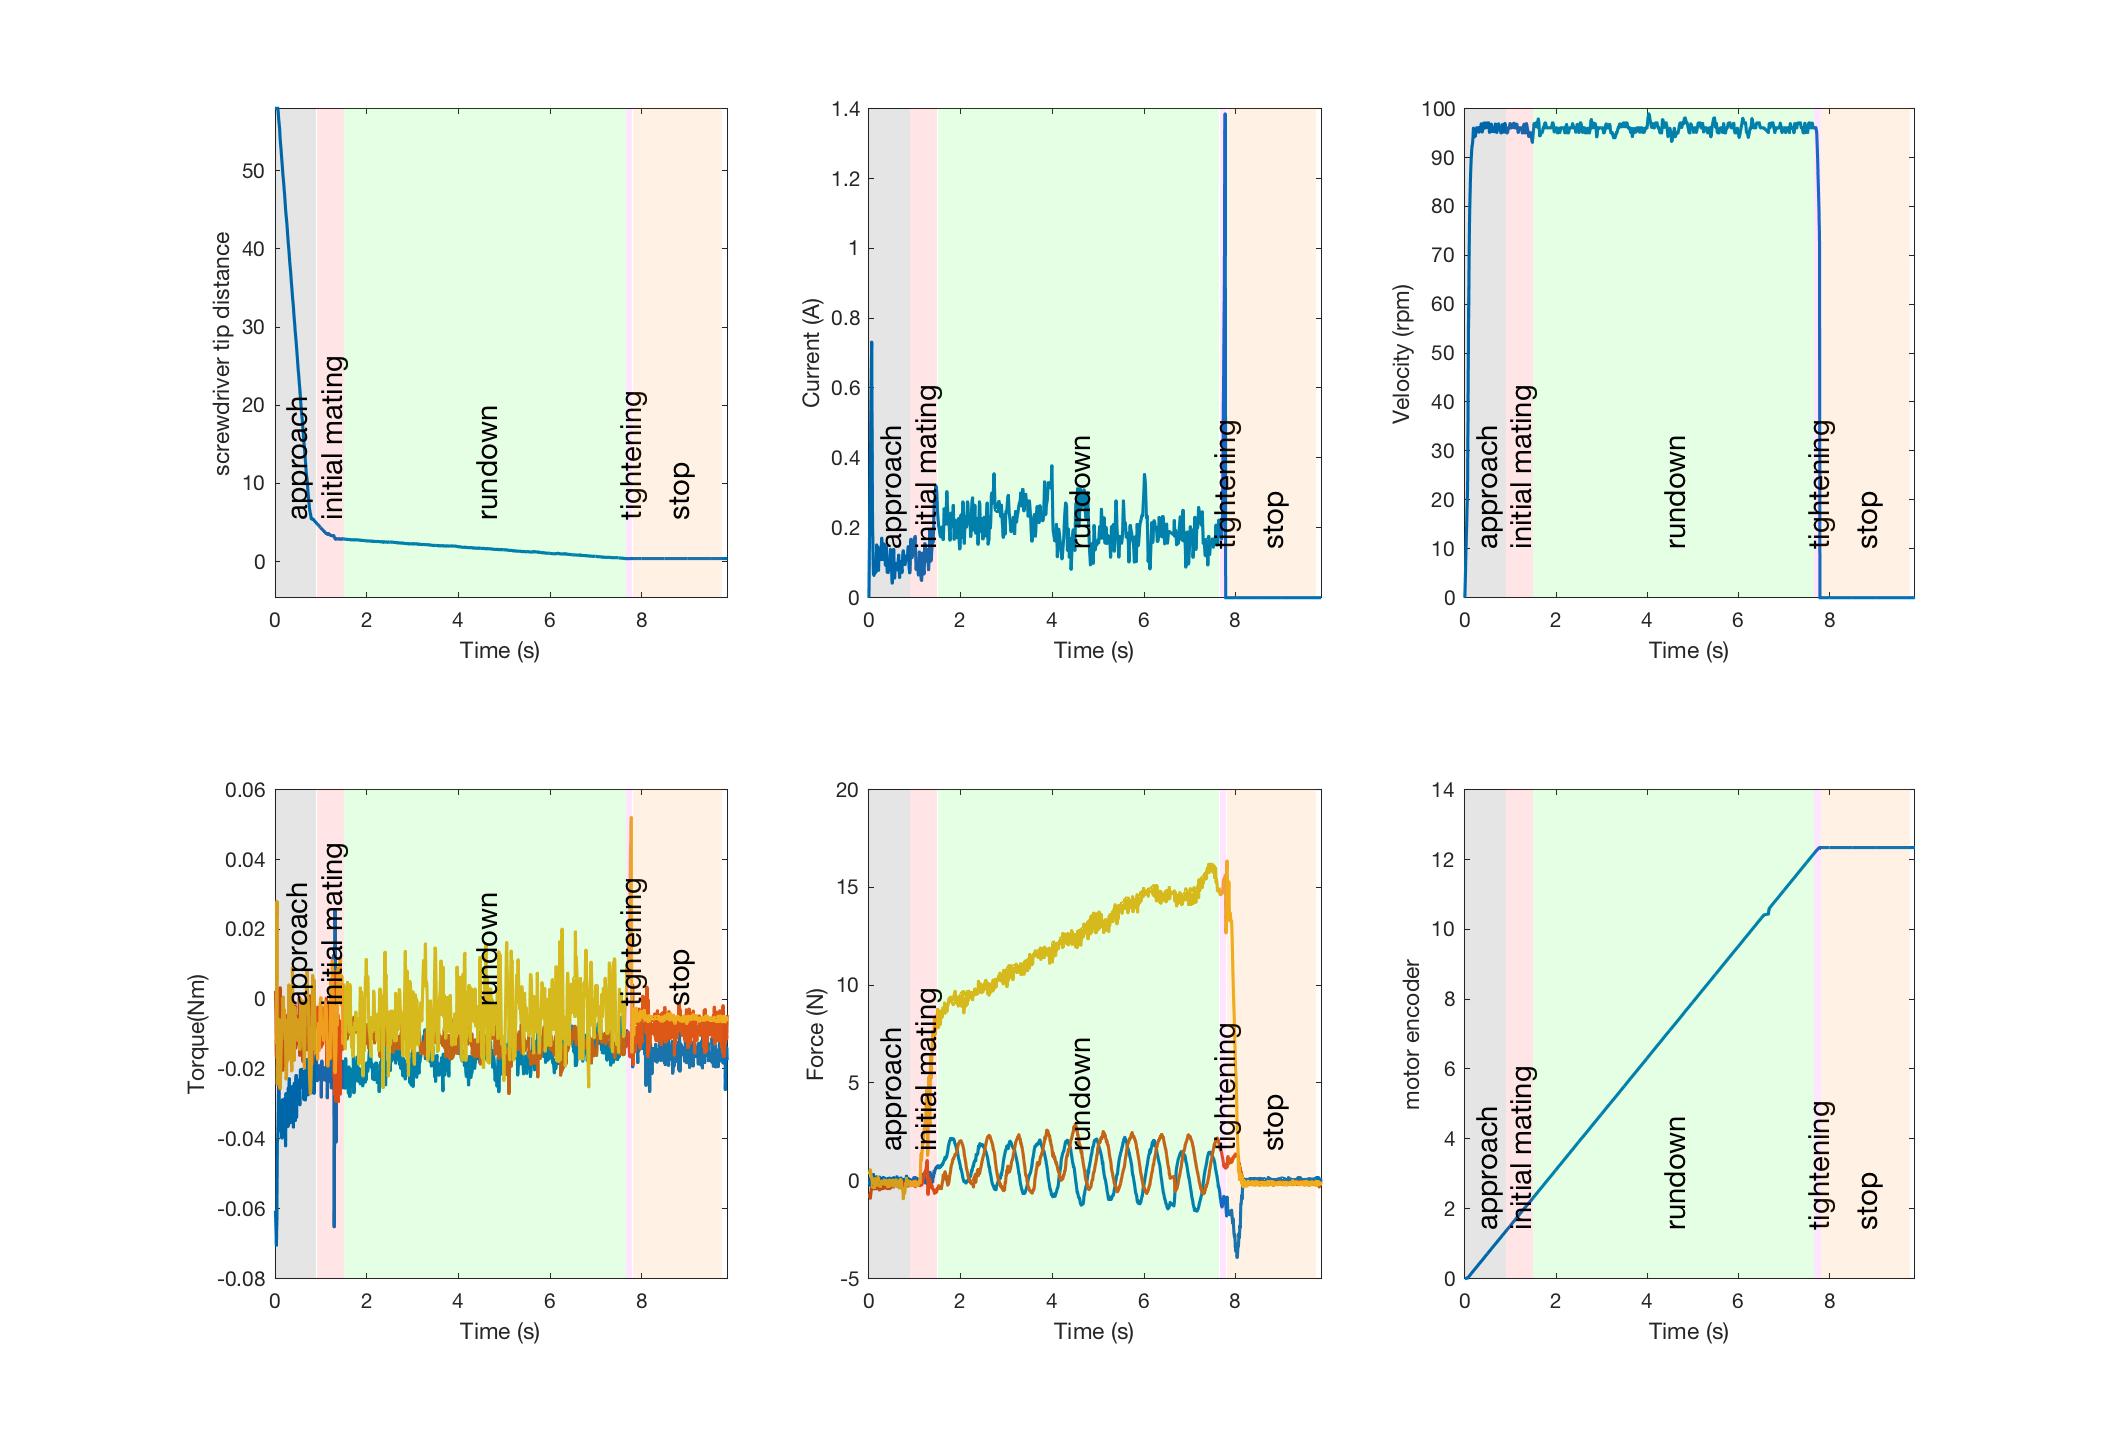 screwdriver tip distance
50
40
30
20
10
0
approach
initial mating
rundown
tightening
stop
0 2 4 6 8
Time (s)
Current (A)
1.4
1.2
1
0.8
0.6
0.4
0.2
0
approach
initial mating
rundown
tightening
stop
0 2 4 6 8
Time (s)
Velocity (rpm)
100
90
80
70
60
50
40
30
20
10
0
approach
initial mating
rundown
tightening
stop
0 2 4 6 8
Time (s)
Torque(Nm)
0.06
0.04
0.02
0
-0.02
-0.04
-0.06
-0.08
approach
initial mating
rundown
tightening
stop
0 2 4 6 8
Time (s)
Force (N)
20
15
10
5
0
-5
approach
initial mating
rundown
tightening
stop
0 2 4 6 8
Time (s)
motor encoder
14
12
10
8
6
4
2
0
approach
initial mating
rundown
tightening
stop
0 2 4 6 8
Time (s)